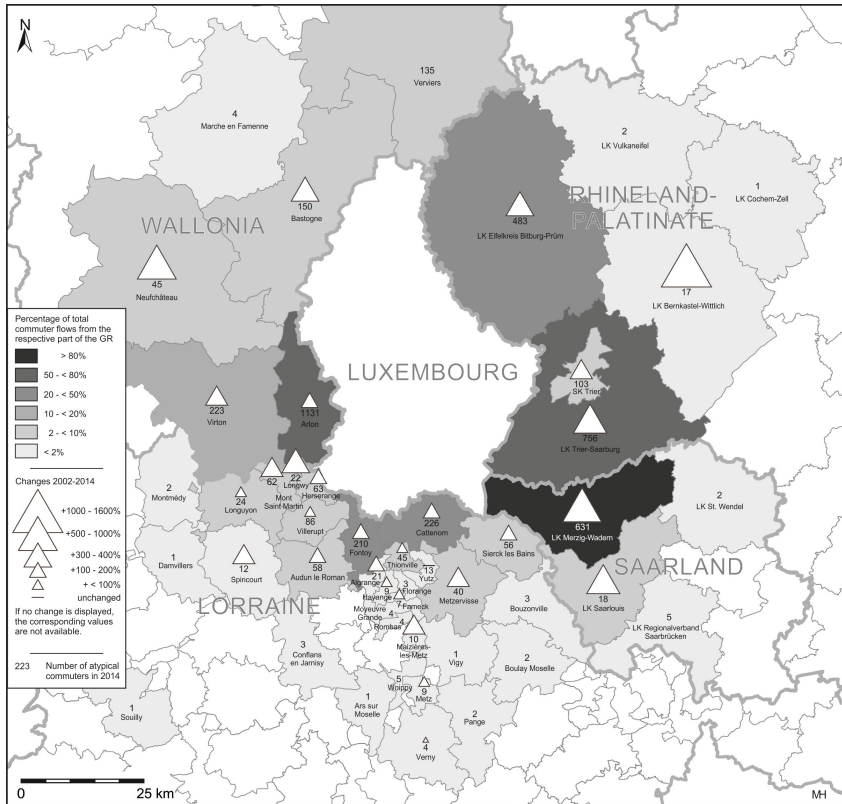 N
135
Verviers
4
Marche en Famenne
2
LK Vulkaneifel
1
LK Cochem-Zell
RHINELAND-
PALATINATE
150
Bastogne
483
LK Eifelkreis Bitburg-Prüm
WALLONIA
45
Neufchâteau
17
LK Bernkastel-Wittlich
Percentage of total
commuter flows from the
respective part of the GR
> 80%
50 - < 80%
20 - < 50%
10 - < 20%
2 - < 10%
< 2%
Changes 2002-2014
+1000 - 1600%
+500 - 1000%
+300 - 400%
+100 - 200%
+ < 100%
unchanged
If no change is displayed,
the corresponding values
are not available.
223 Number of atypical
commuters in 2014
LUXEMBOURG
103
SK Trier
223
Virton
1131
Arlon
756
LK Trier-Saarburg
2
Montmédy
24
Longuyon
62
Mont
Saint Martin
22
Longwy
63
Herserange
86
Villerupt
631
LK Merzig-Wadern
2
LK St. Wendel
226
Cattenom
210
Fontoy
56
Sierck les Bains
1
Damvillers
12
Spincourt
58
Audun le Roman
45
Thionville
13
Yutz
21
Algrange
9
Hayange
3
Florange
7
Fameck
40
Metzervisse
SAARLAND
18
LK Saarlouis
LORRAINE
4
Moyeuvre
Grande
4
Rombas
3
Bouzonville
5
LK Regionalverband
Saarbrücken
10
Maizières-
les-Metz
3
Conflans
en Jarnisy
1
Vigy
2
Boulay Moselle
5
Woippy
9
Metz
1
Souilly
1
Ars sur
Moselle
2
Pange
4
Verny
0 25 km
MH